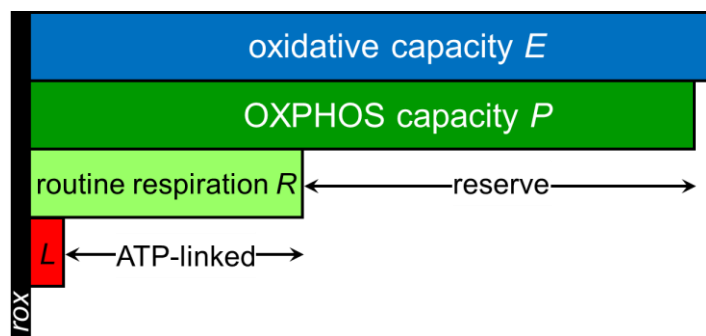 oxidative capacity E
OXPHOS capacity P
routine respiration R
reserve
L
ATP-linked
rox